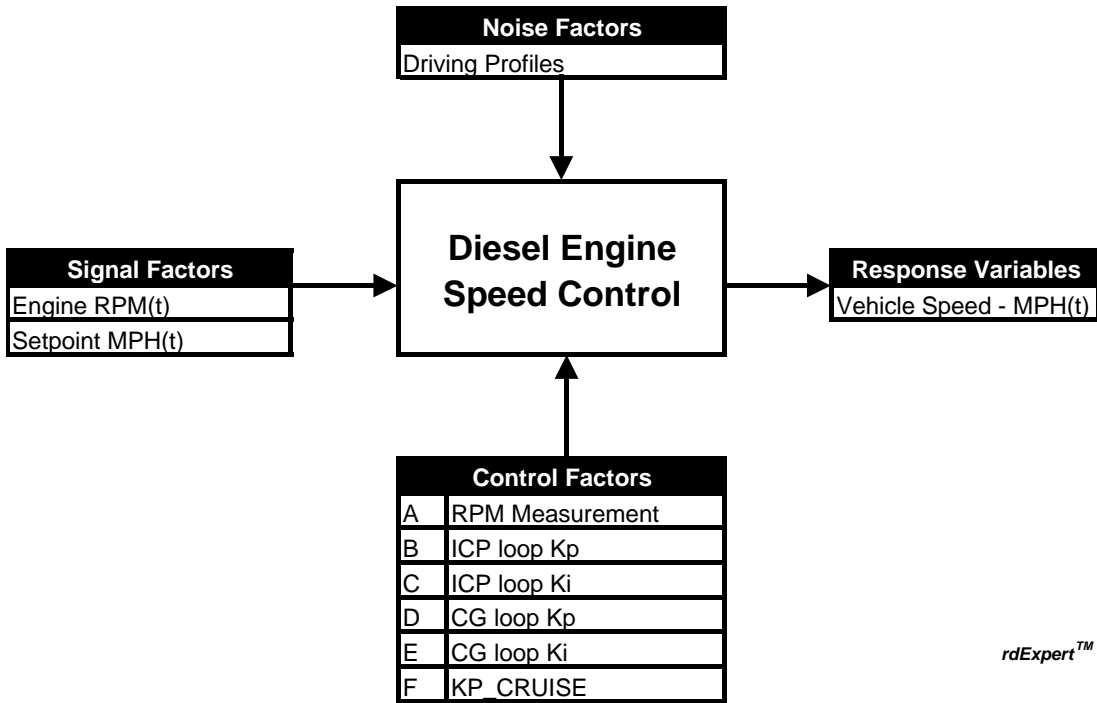 Noise Factors
Driving Profiles
Diesel Engine
Speed Control
Signal Factors
Engine RPM(t)
Setpoint MPH(t)
Response Variables
Vehicle Speed - MPH(t)
Control Factors
A RPM Measurement
B ICP loop Kp
C ICP loop Ki
D CG loop Kp
E CG loop Ki
F KP_CRUISE
rdExpert™